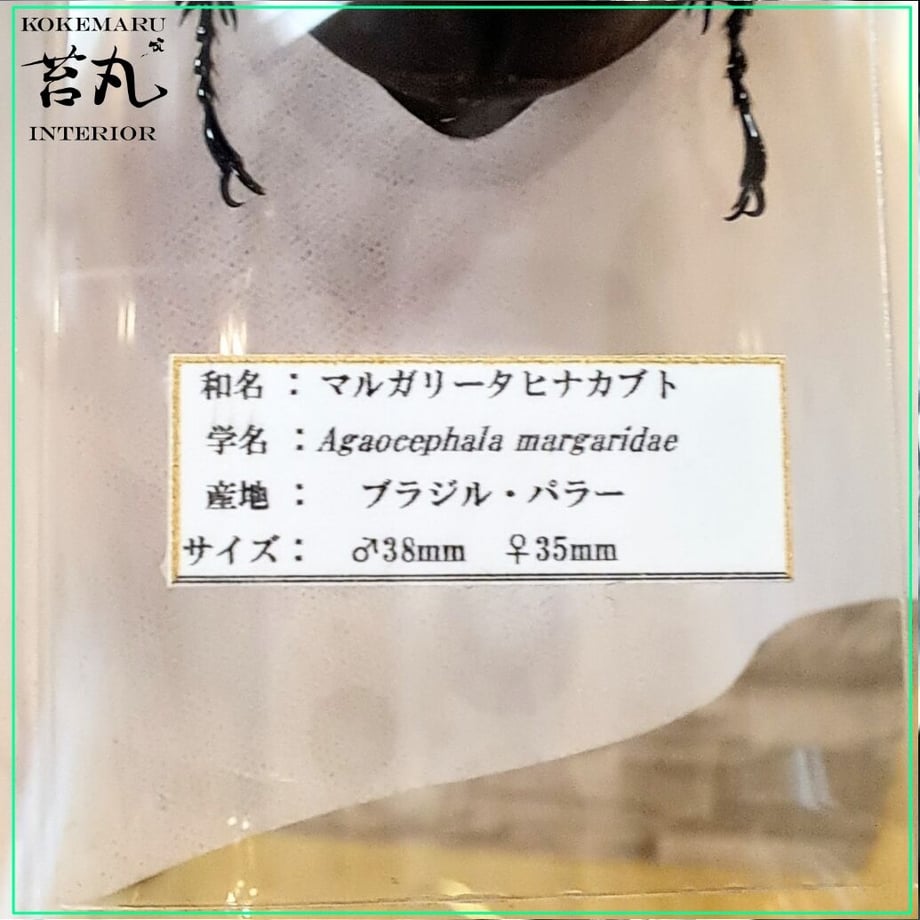 KOKEMARU
苔丸
INTERIOR
和名 ： マルガリータヒナカブト
学名 ：Agaocephala margaridae
産地 ： ブラジル・パラー
サイズ： ♂38mm ♀35mm